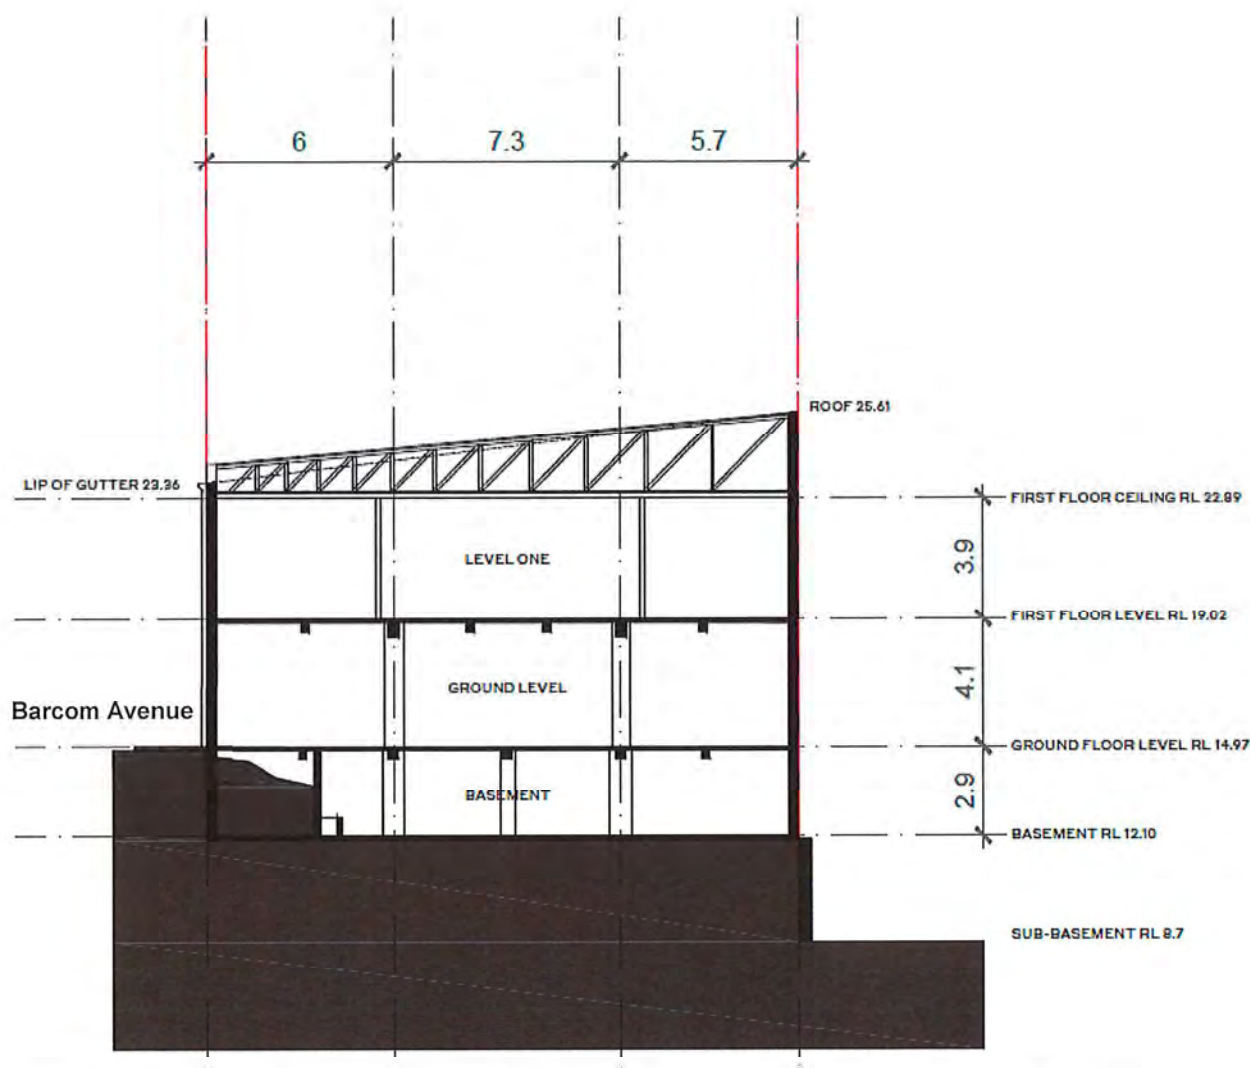 6
7.3
5.7
ROOF 25.61
LIP OF GUTTER 23.36
FIRST FLOOR CEILING RL 22.89
LEVEL ONE
3.9
FIRST FLOOR LEVEL RL 19.02
GROUND LEVEL
4.1
Barcom Avenue
GROUND FLOOR LEVEL RL 14.97
BASEMENT
2.9
BASEMENT RL 12.10
SUB-BASEMENT RL 8.7